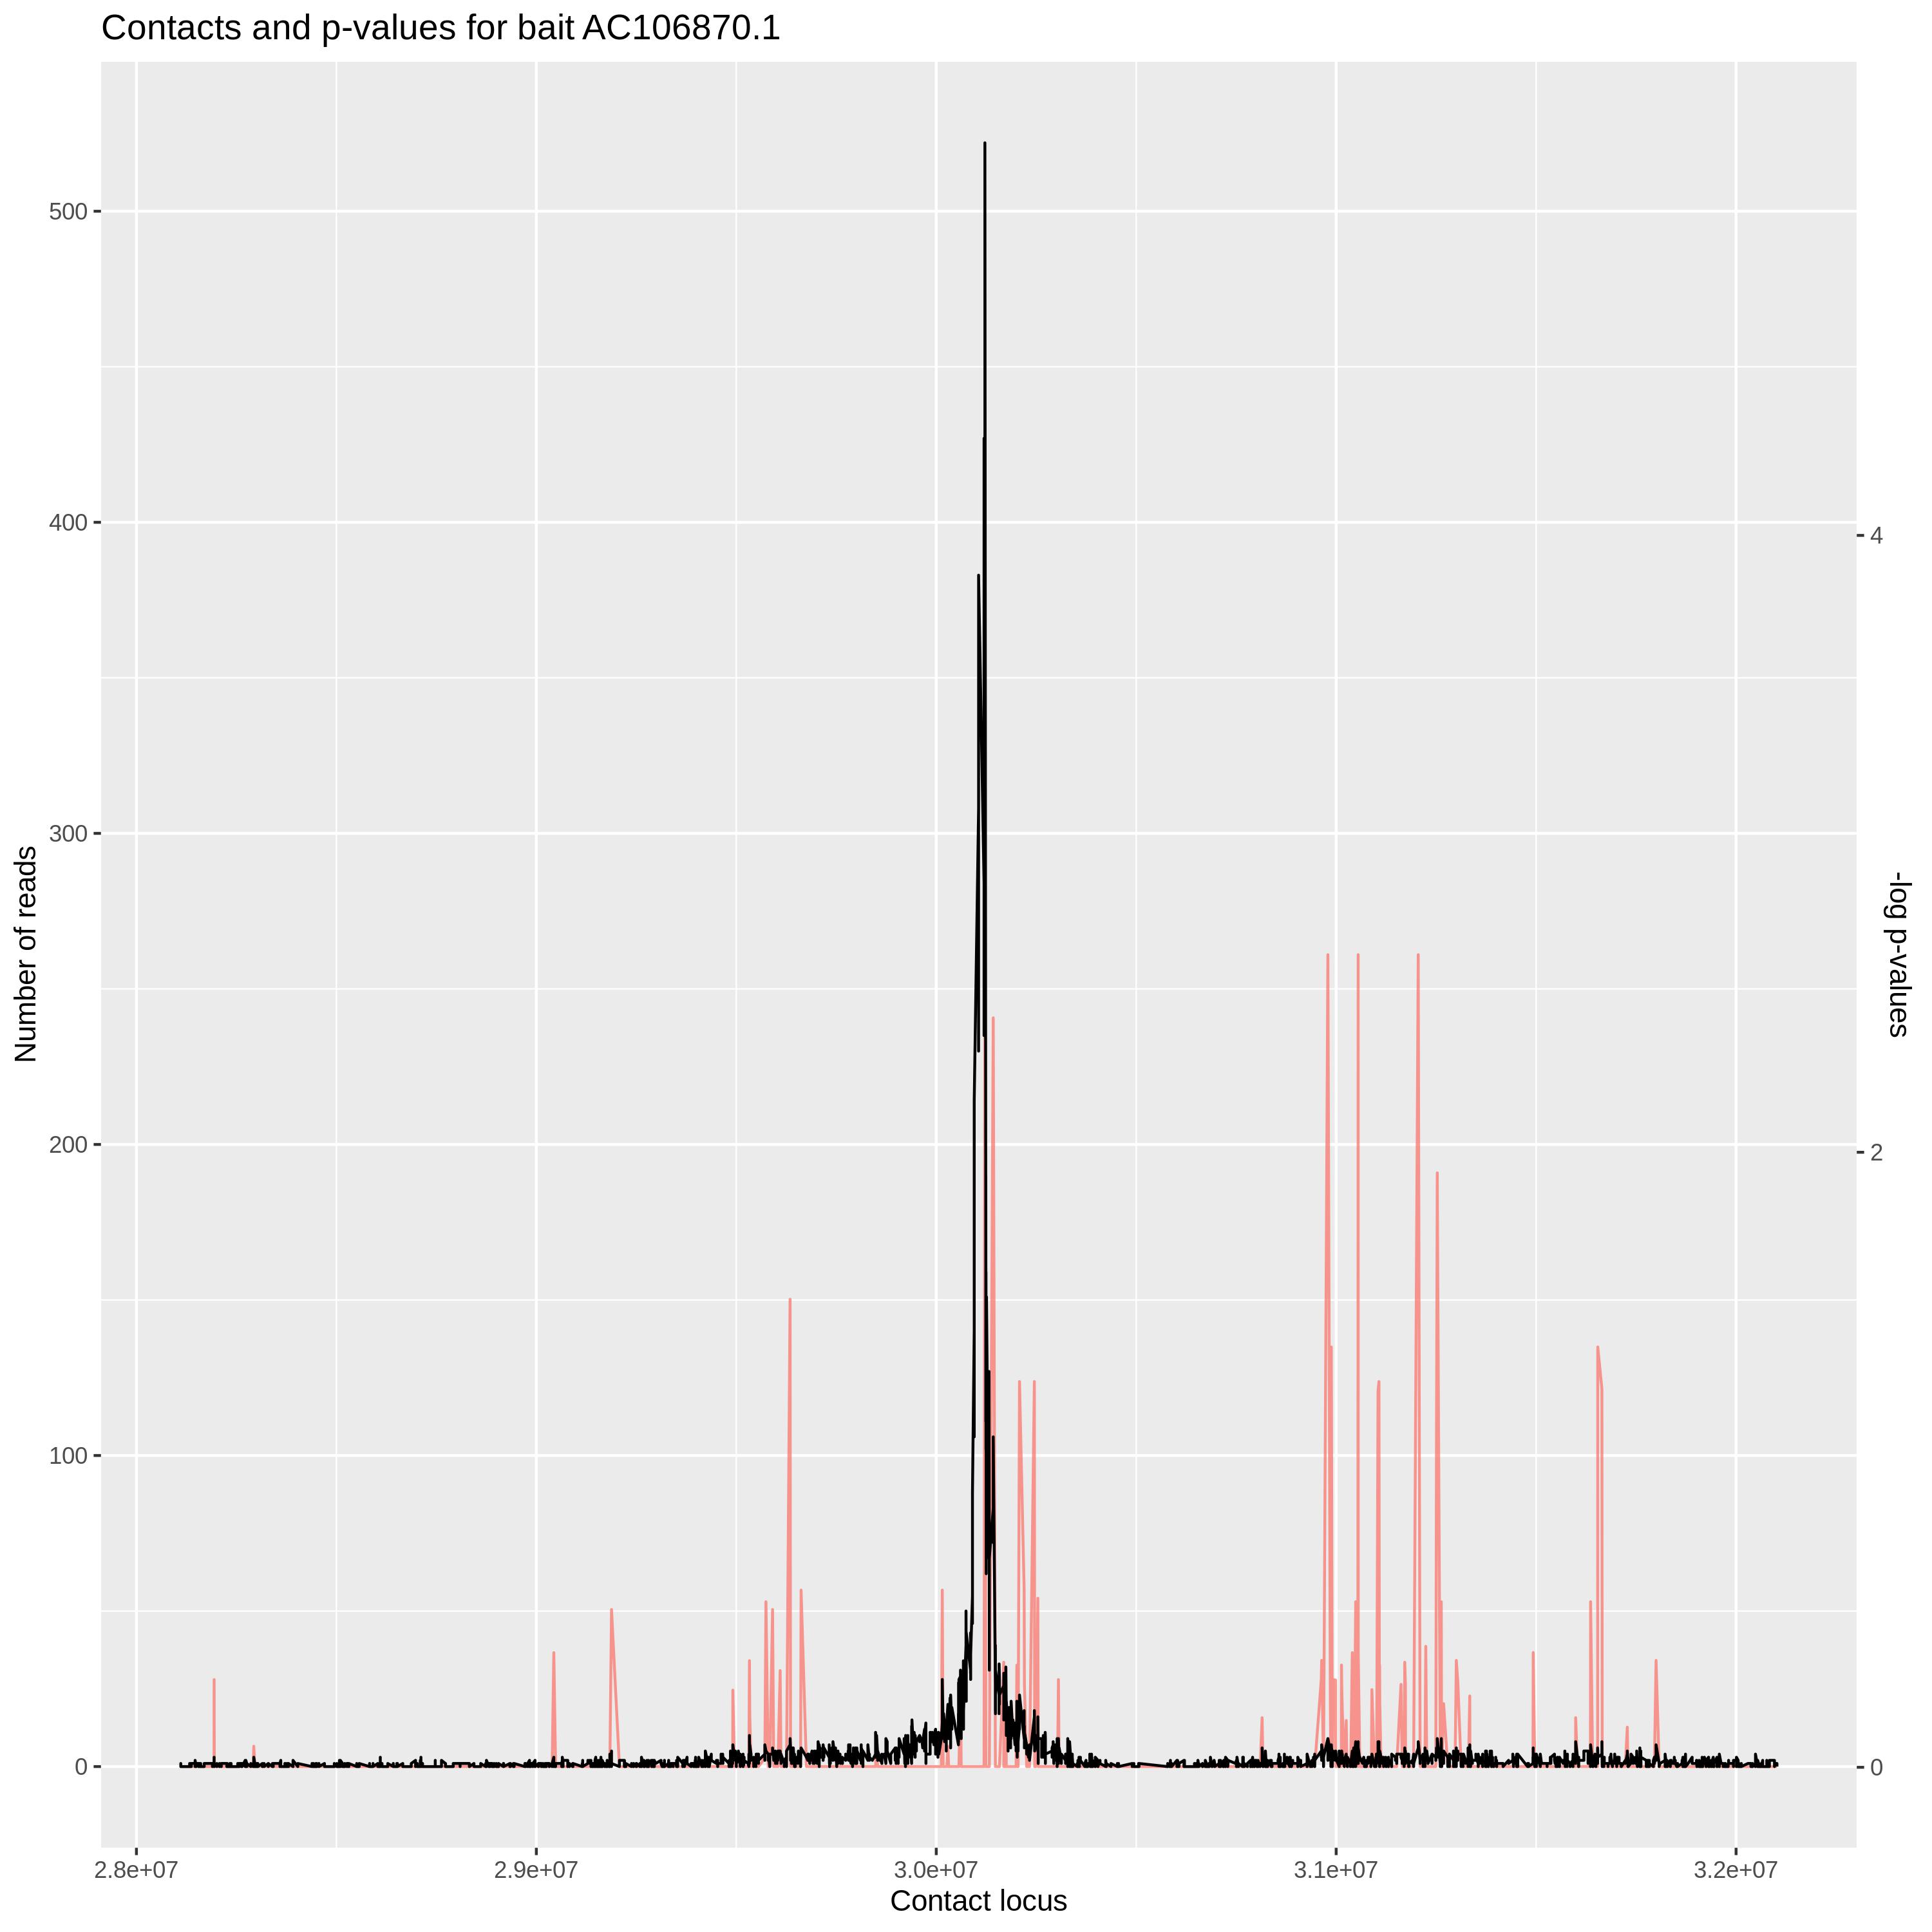 Contacts and p-values for bait AC106870.1
500
400
300
200
100
0
Number of reads
4
2
0
-log p-values
2.8e+07 2.9e+07 3.0e+07 3.1e+07 3.2e+07
Contact locus